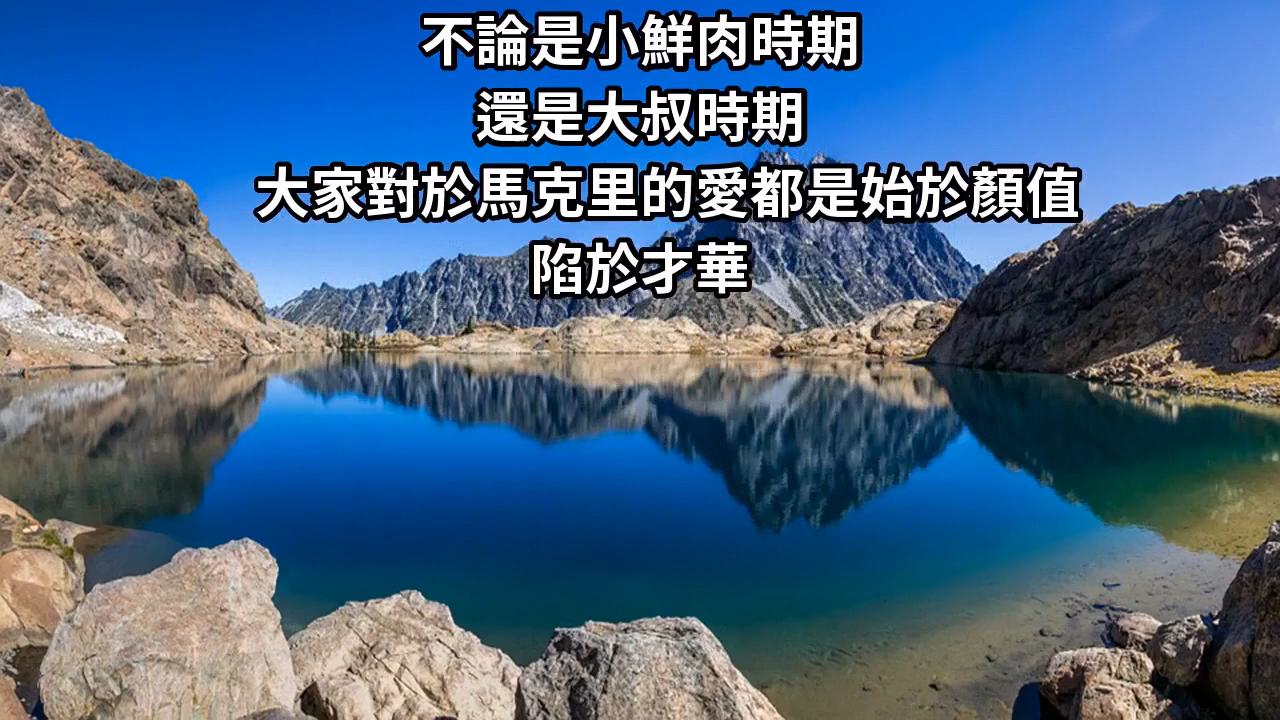 不論是小鮮肉時期
還是大叔時期
大家對於馬克里的愛都是始於顏值
陷於才華